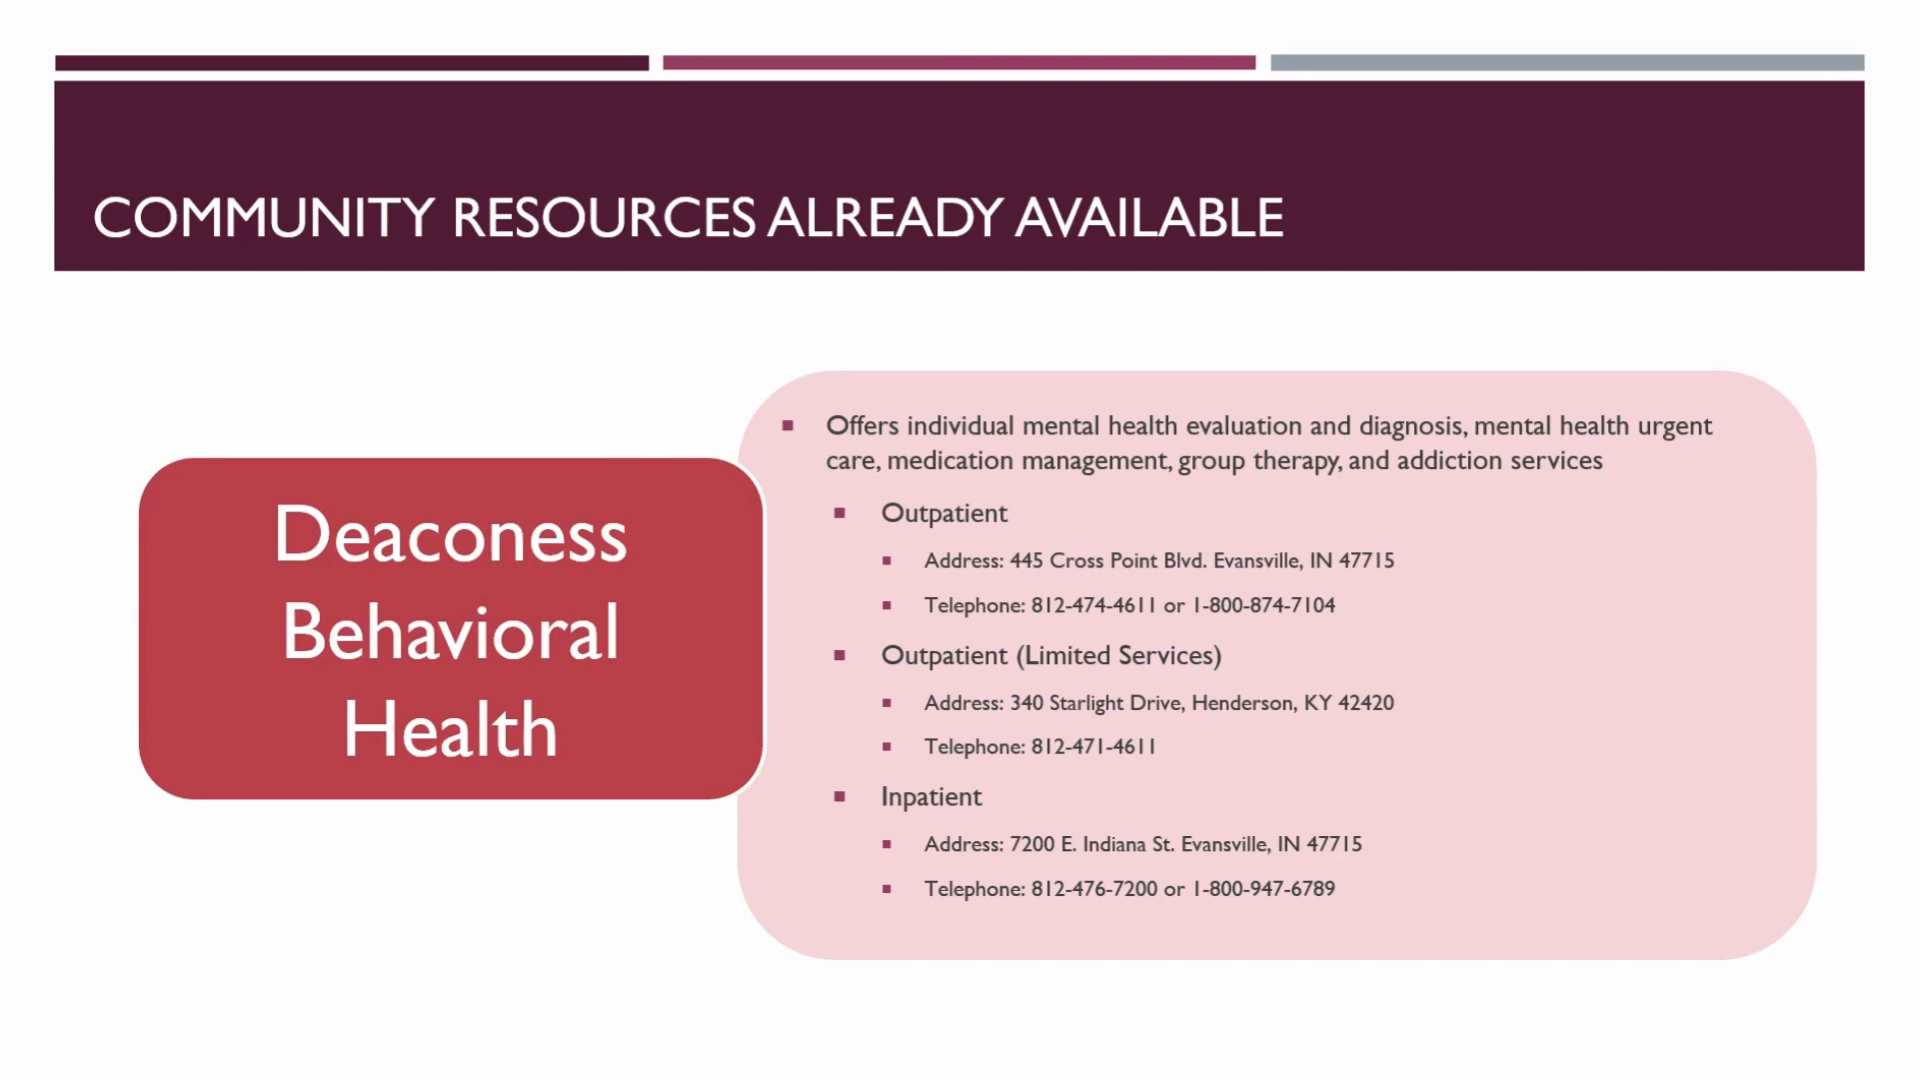 COMMUNITY RESOURCES ALREADY AVAILABLE
Deaconess
Behavioral
Health
Offers individual mental health evaluation and diagnosis, mental health urgent
care, medication management, group therapy, and addiction services
Outpatient
Address: 445 Cross Point Blvd. Evansville, IN 47715
Telephone: 812-474-4611 or 1-800-874-7104
Outpatient (Limited Services)
Address: 340 Starlight Drive, Henderson, KY 42420
Telephone: 812-471-4611
Inpatient
Address: 7200 E. Indiana St. Evansville, IN 47715
Telephone: 812-476-7200 or 1-800-947-6789